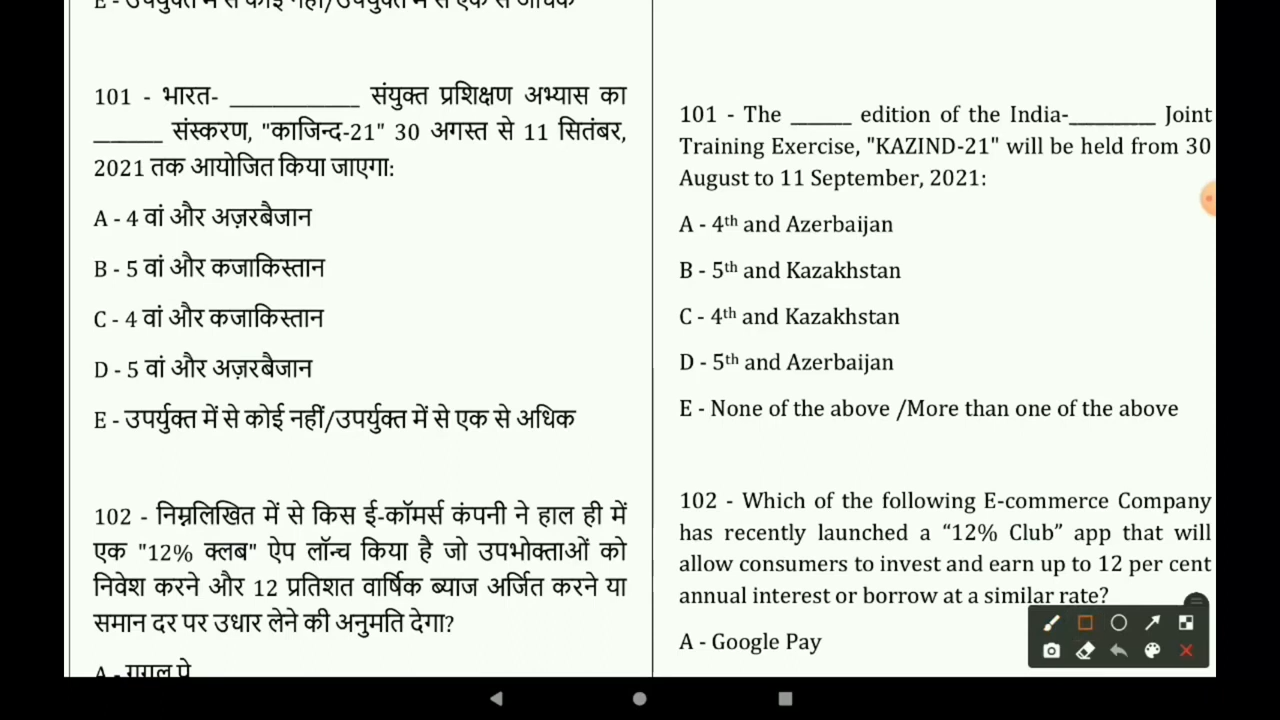 E - उपर्युक्त में से कोई नहीं/उपर्युक्त में से एक से अधिक
101 - भारत- ____________ संयुक्त प्रशिक्षण अभ्यास का
______ संस्करण, "काजिन्द-21" 30 अगस्त से 11 सितंबर,
2021 तक आयोजित किया जाएगा:
A - 4 वां और अज़रबैजान
B - 5 वां और कजाकिस्तान
C - 4 वां और कजाकिस्तान
D - 5 वां और अज़रबैजान
E - उपर्युक्त में से कोई नहीं/उपर्युक्त में से एक से अधिक
102 - निम्नलिखित में से किस ई-कॉमर्स कंपनी ने हाल ही में
एक "12% क्लब" ऐप लॉन्च किया है जो उपभोक्ताओं को
निवेश करने और 12 प्रतिशत वार्षिक ब्याज अर्जित करने या
समान दर पर उधार लेने की अनुमति देगा?
A - गूगल पे
101 - The ______ edition of the India-_________ Joint
Training Exercise, "KAZIND-21" will be held from 30
August to 11 September, 2021:
A - 4th and Azerbaijan
B - 5th and Kazakhstan
C - 4th and Kazakhstan
D - 5th and Azerbaijan
E - None of the above /More than one of the above
102 - Which of the following E-commerce Company
has recently launched a “12% Club” app that will
allow consumers to invest and earn up to 12 per cent
annual interest or borrow at a similar rate?
A - Google Pay